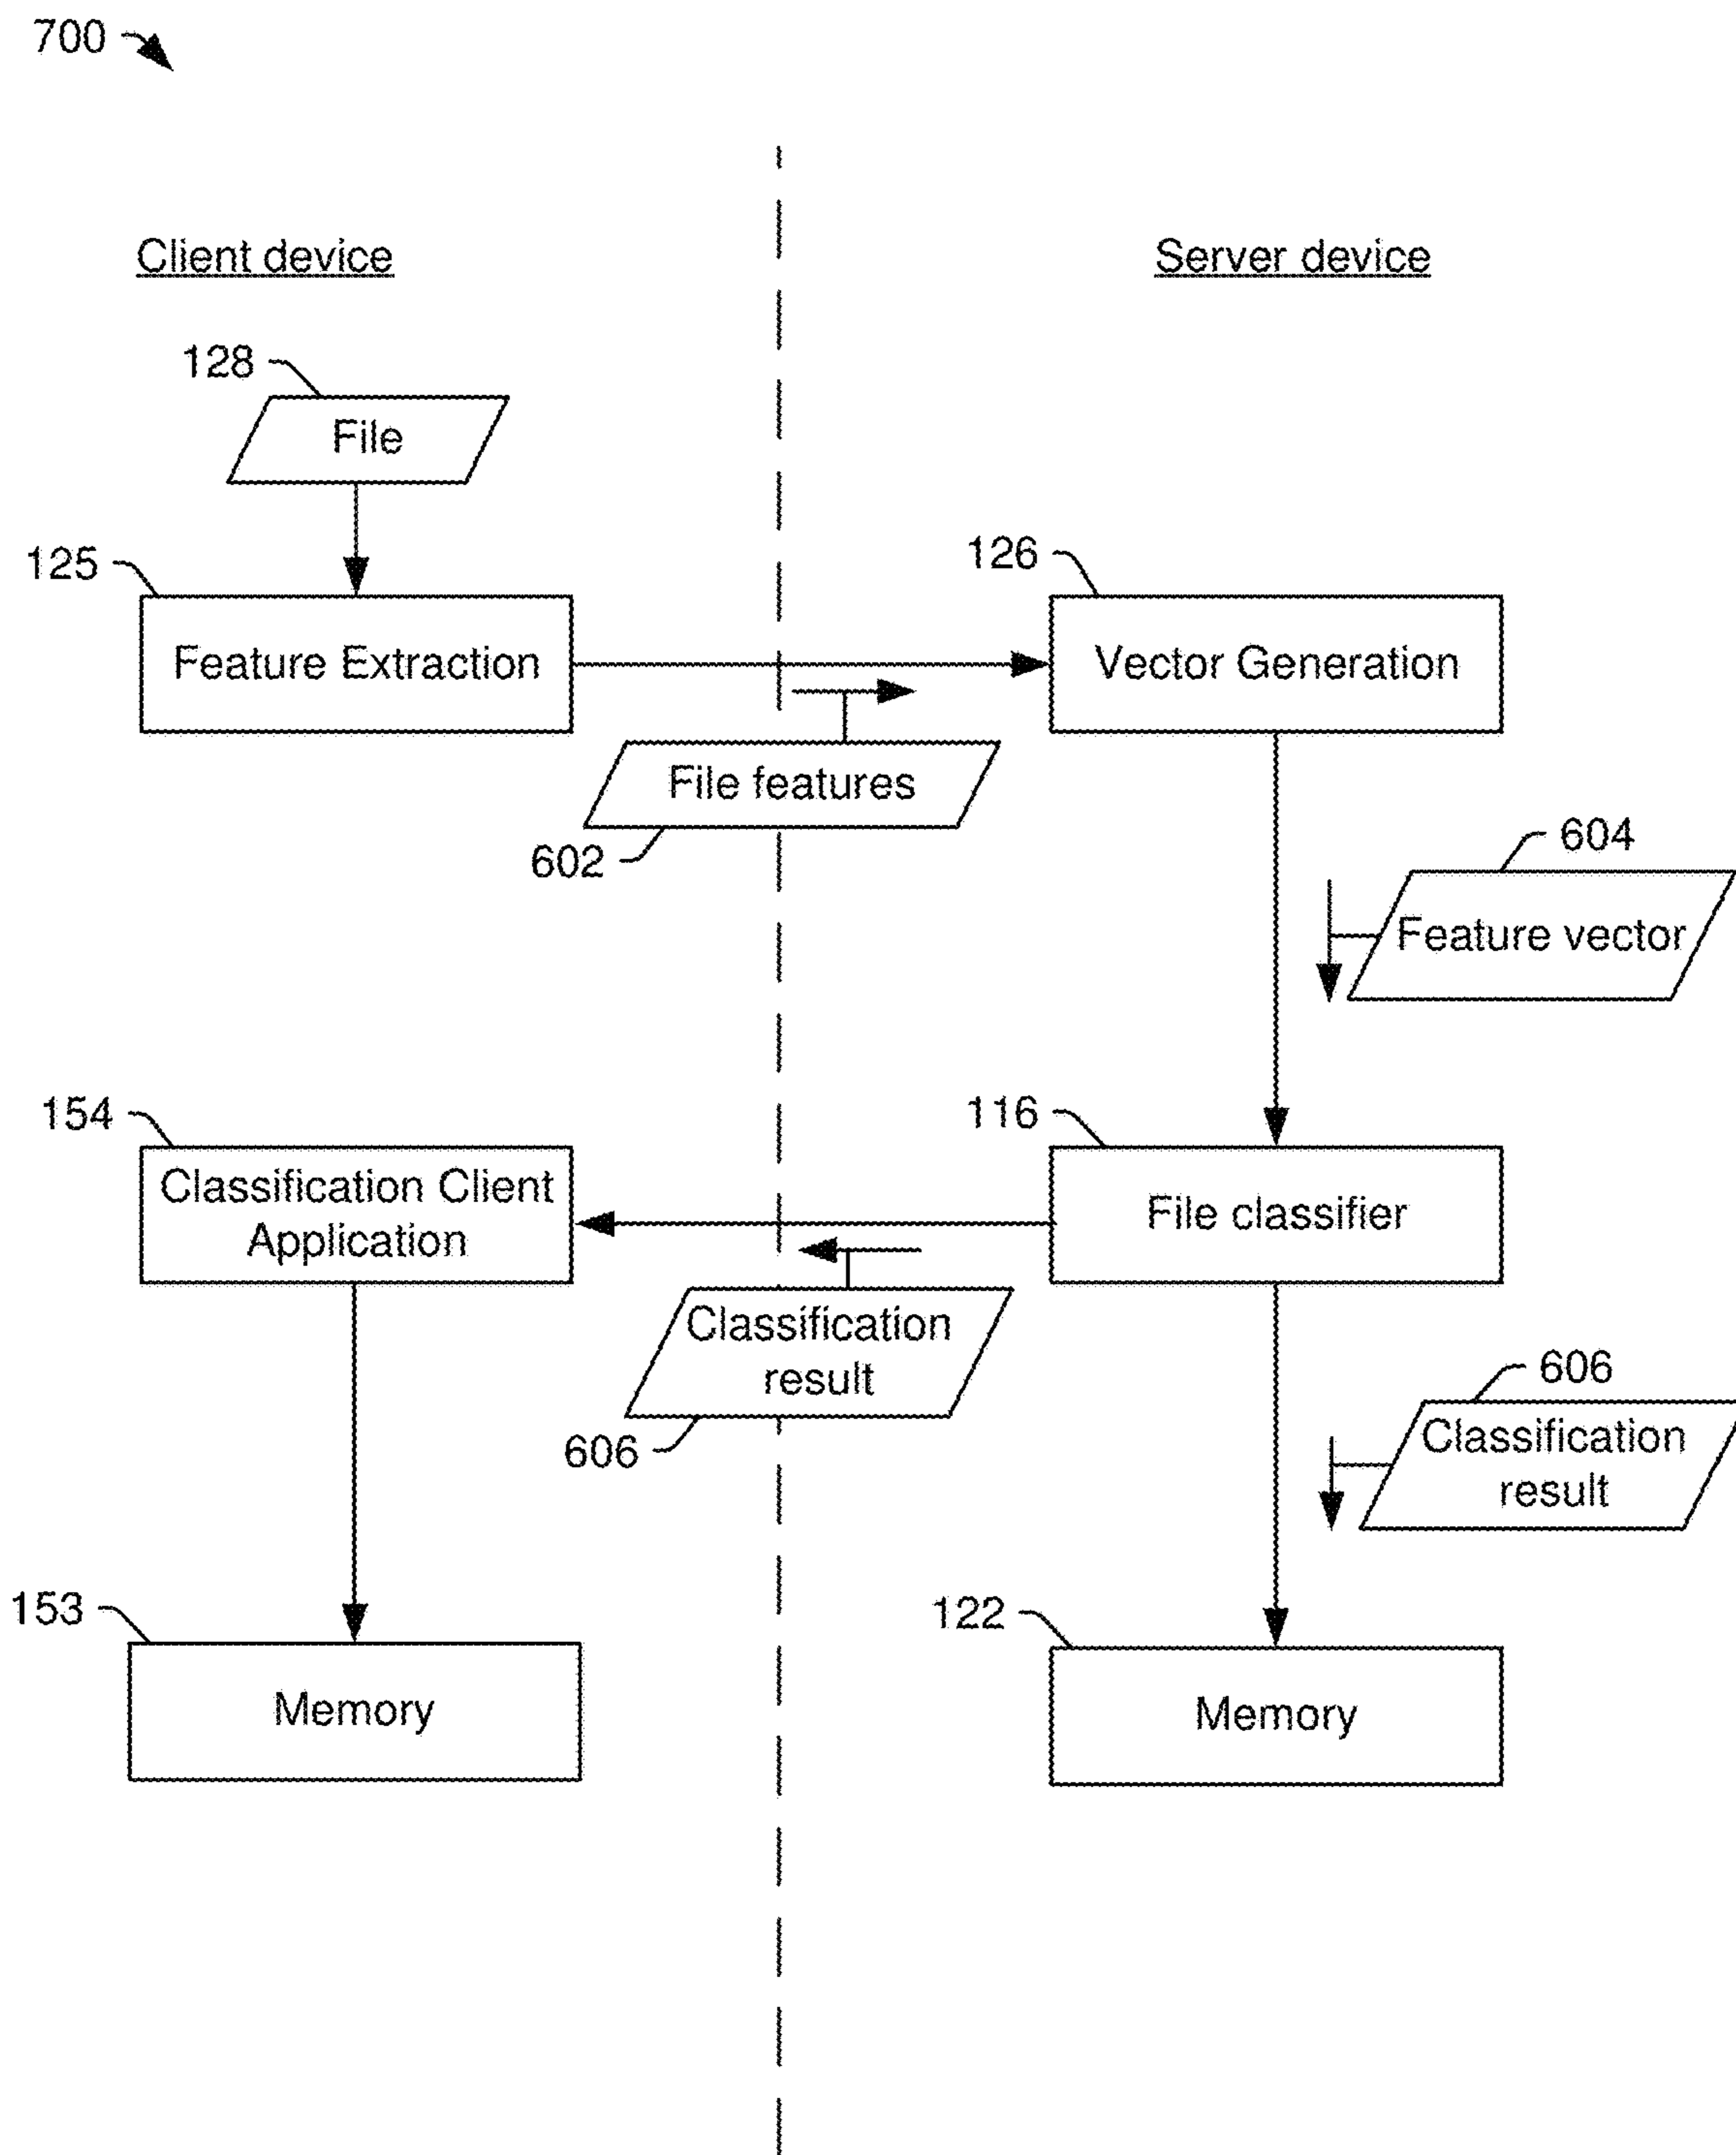 700
Client device
Server device
128
File
125
126
Feature Extraction
Vector Generation
File features
602
604
Feature vector
154
116
Classification Client
Application
File classifier
Classification
result
606
606
Classification
result
153
122
Memory
Memory